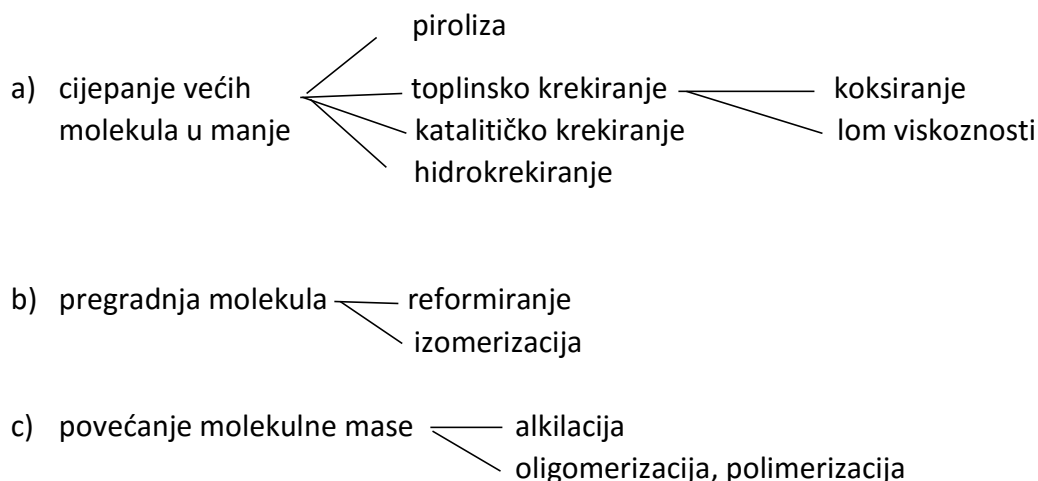 piroliza
a) cijepanje većih toplinsko krekiranje koksiranje
molekula u manje katalitičko krekiranje lom viskoznosti
hidrokrekiranje
b) pregradnja molekula reformiranje
izomerizacija
c) povećanje molekulne mase alkilacija
oligomerizacija, polimerizacija